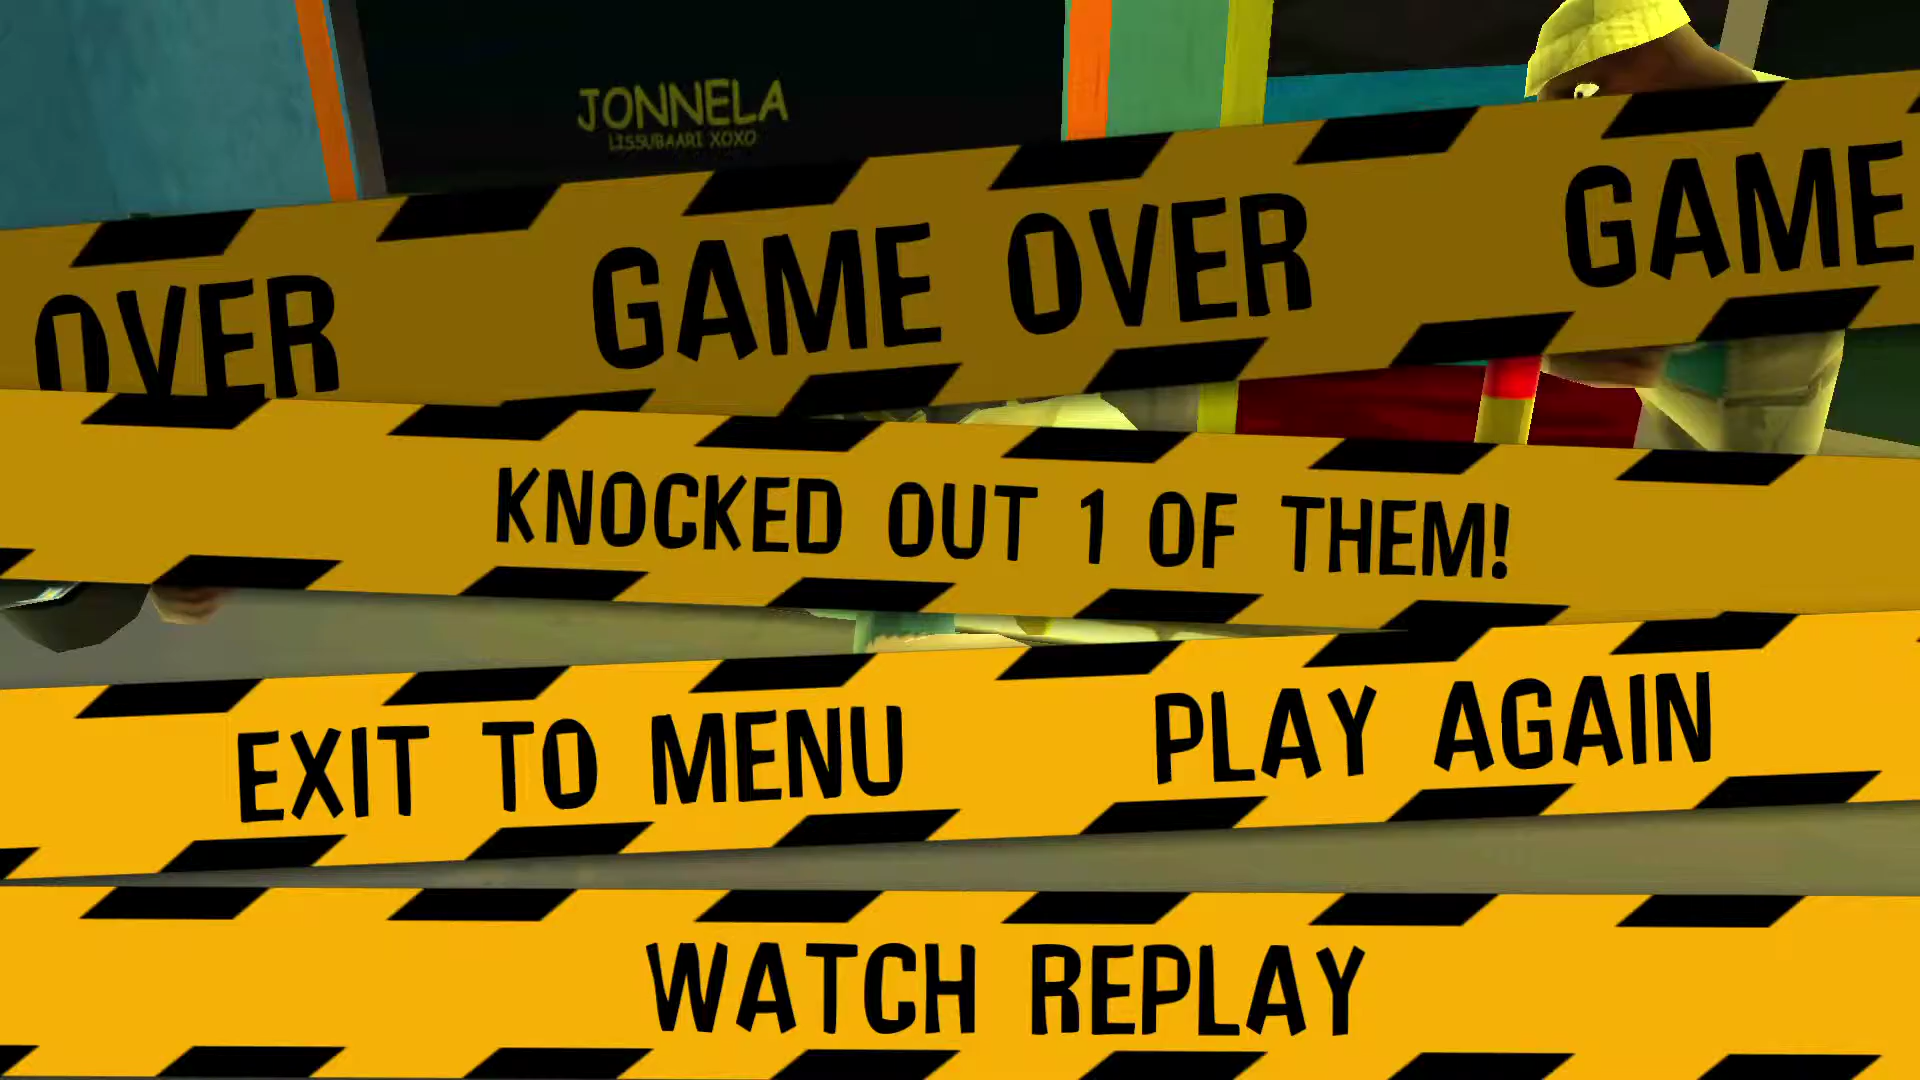 JONNELA
LISSUBAARI XOXO
OVER GAME OVER GAME
KNOCKED OUT 1 OF THEM!
EXIT TO MENU PLAY AGAIN
WATCH REPLAY